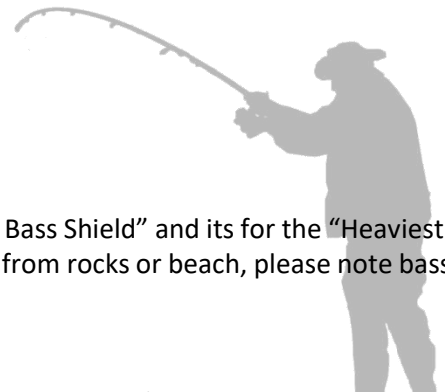 Bass Shield” and its for the “Heaviest
from rocks or beach, please note bass